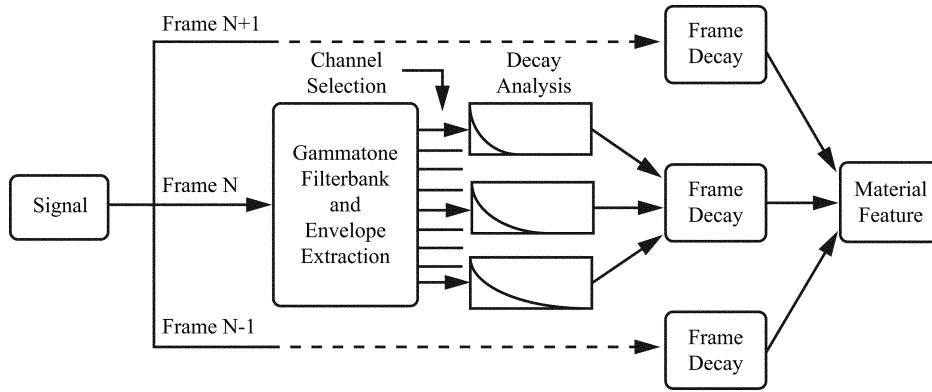 Frame N+1
Frame
Decay
Channel
Selection
Decay
Analysis
Gammatone
Filterbank
and
Envelope
Extraction
Signal
Frame N
Frame
Decay
Material
Feature
Frame N-1
Frame
Decay